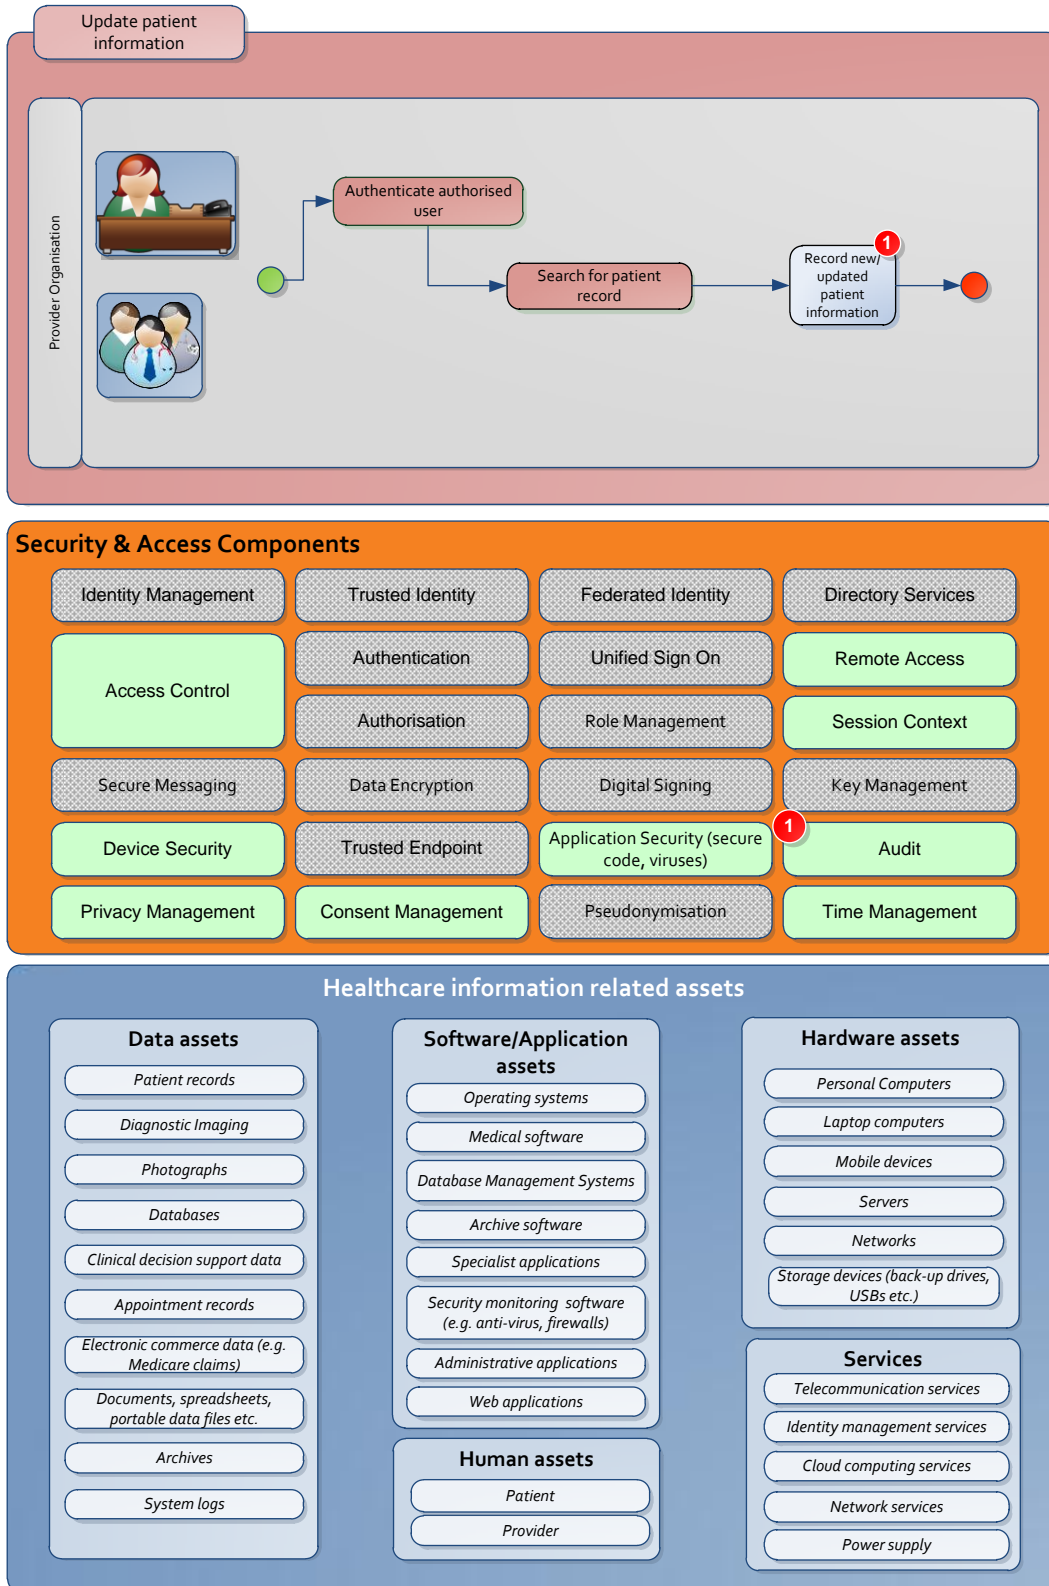 Update patient
information
Provider Organisation
Authenticate authorised
user
Search for patient
record
1
Record new/
updated
patient
information
Security & Access Components
Identity Management
Trusted Identity
Federated Identity
Directory Services
Access Control
Authentication
Unified Sign On
Remote Access
Authorisation
Role Management
Session Context
Secure Messaging
Data Encryption
Digital Signing
Key Management
Device Security
Trusted Endpoint
Application Security (secure
code, viruses)
1
Audit
Privacy Management
Consent Management
Pseudonymisation
Time Management
Healthcare information related assets
Data assets
Patient records
Diagnostic Imaging
Photographs
Databases
Clinical decision support data
Appointment records
Electronic commerce data (e.g.
Medicare claims)
Documents, spreadsheets,
portable data files etc.
Archives
System logs
Software/Application
assets
Operating systems
Medical software
Database Management Systems
Archive software
Specialist applications
Security monitoring software
(e.g. anti-virus, firewalls)
Administrative applications
Web applications
Human assets
Patient
Provider
Hardware assets
Personal Computers
Laptop computers
Mobile devices
Servers
Networks
Storage devices (back-up drives,
USBs etc.)
Services
Telecommunication services
Identity management services
Cloud computing services
Network services
Power supply